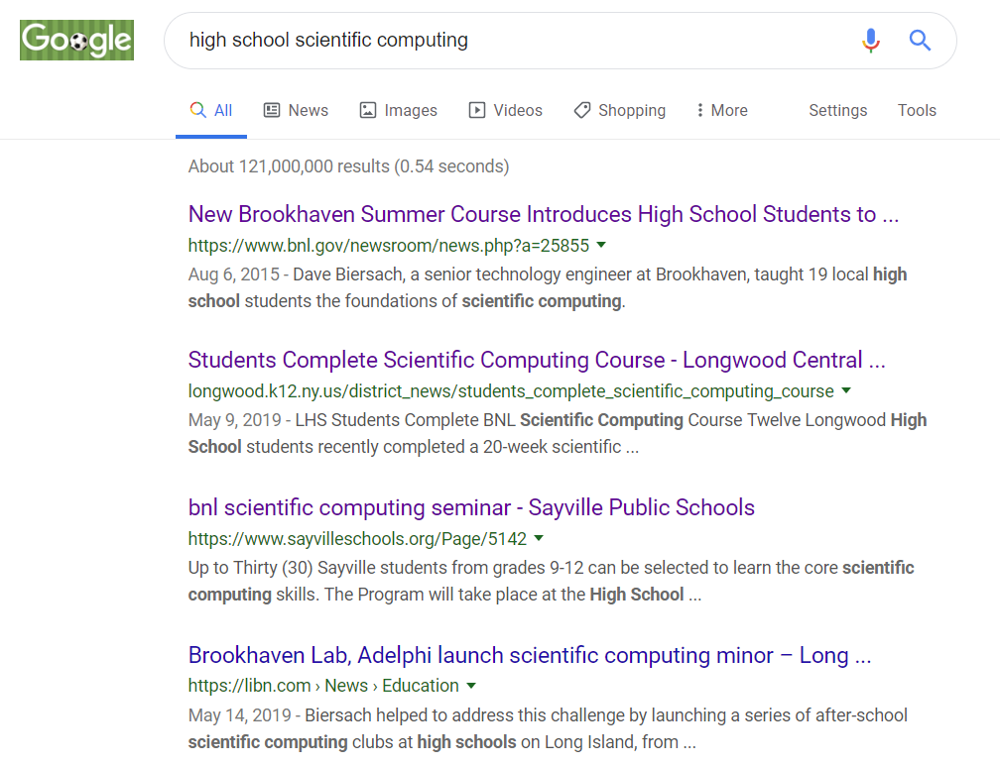 Google
high school scientific computing
All News Images Videos Shopping More Settings Tools
About 121,000,000 results (0.54 seconds)
New Brookhaven Summer Course Introduces High School Students to ...
https://www.bnl.gov/newsroom/news.php?a=25855
Aug 6, 2015 - Dave Biersach, a senior technology engineer at Brookhaven, taught 19 local high
school students the foundations of scientific computing.
Students Complete Scientific Computing Course - Longwood Central ...
longwood.k12.ny.us/district_news/students_complete_scientific_computing_course
May 9, 2019 - LHS Students Complete BNL Scientific Computing Course Twelve Longwood High
School students recently completed a 20-week scientific ...
bnl scientific computing seminar - Sayville Public Schools
https://www.sayvilleschools.org/Page/5142
Up to Thirty (30) Sayville students from grades 9-12 can be selected to learn the core scientific
computing skills. The Program will take place at the High School ...
Brookhaven Lab, Adelphi launch scientific computing minor – Long ...
https://libn.com › News › Education
May 14, 2019 - Biersach helped to address this challenge by launching a series of after-school
scientific computing clubs at high schools on Long Island, from ...